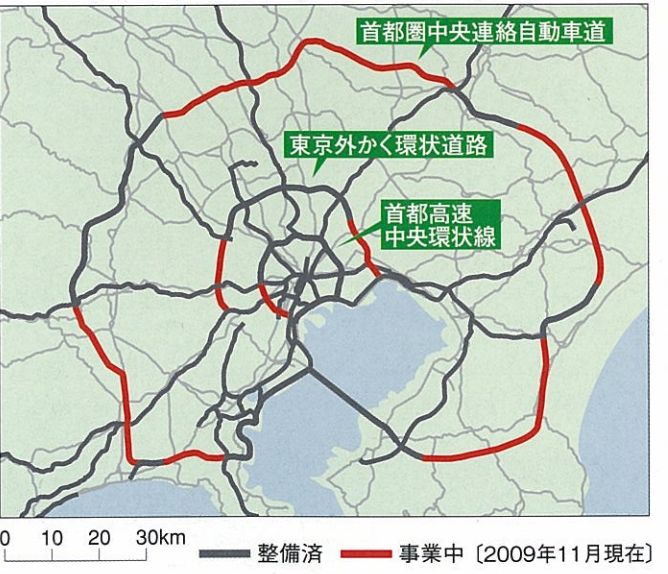 首都圏中央連絡自動車道
東京外かく環状道路
首都高速
中央環状線
0 10 20 30km
整備済 事業中〔2009年11月現在〕